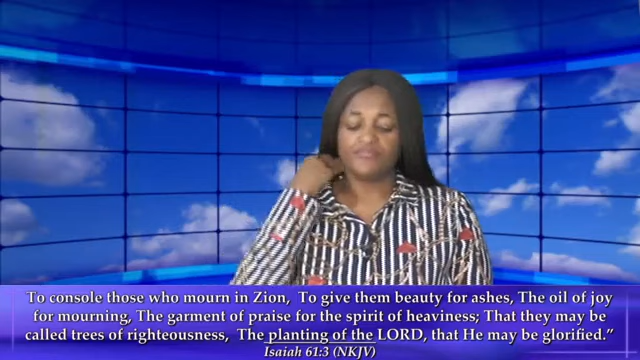 To console those who mourn in Zion, To give them beauty for ashes, The oil of joy
for mourning, The garment of praise for the spirit of heaviness; That they may be
called trees of righteousness, The planting of the LORD, that He may be glorified.”
Isaiah 61:3 (NKJV)